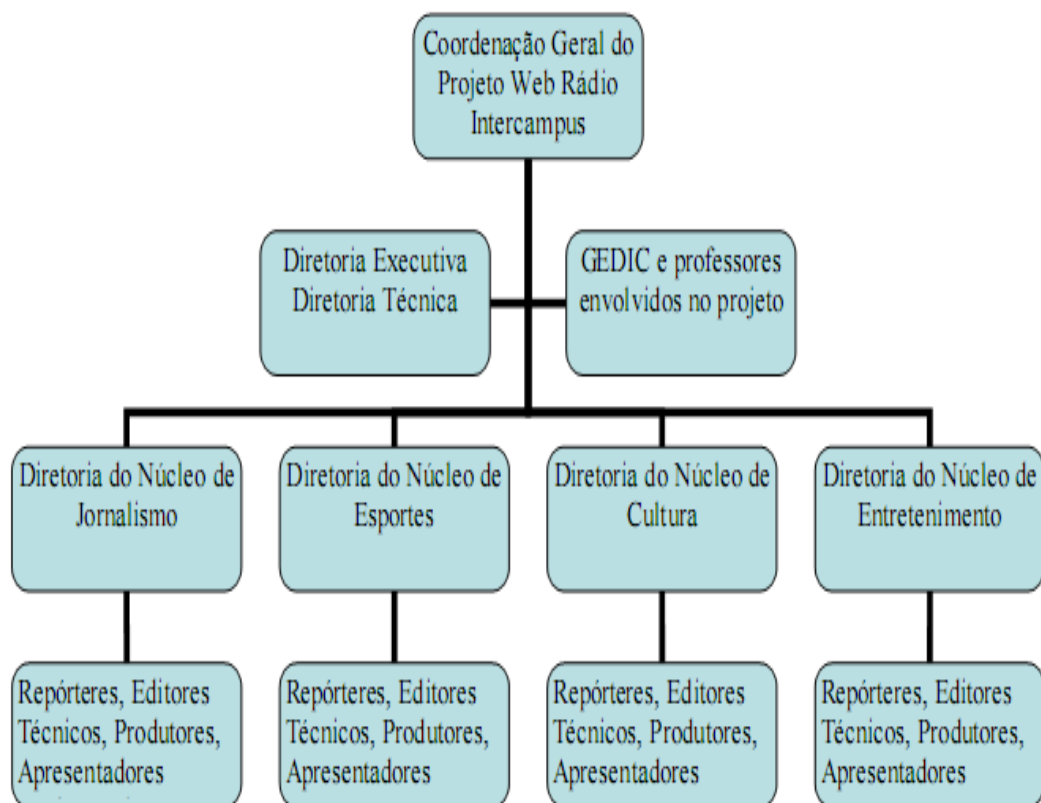 Coordenação Geral do
Projeto Web Rádio
Intercampus
Diretoria Executiva
Diretoria Técnica
GEDIC e professores
envolvidos no projeto
Diretoria do Núcleo de
Jornalismo
Diretoria do Núcleo de
Esportes
Diretoria do Núcleo de
Cultura
Diretoria do Núcleo de
Entretenimento
Repórteres, Editores
Técnicos, Produtores,
Apresentadores
Repórteres, Editores
Técnicos, Produtores,
Apresentadores
Repórteres, Editores
Técnicos, Produtores,
Apresentadores
Repórteres, Editores
Técnicos, Produtores,
Apresentadores